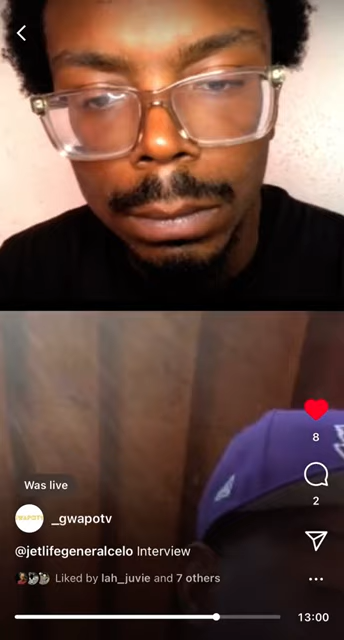 8
Was live
_gwapotv
2
@jetlifegeneralcelo Interview
Liked by lah_juvie and 7 others
13:00